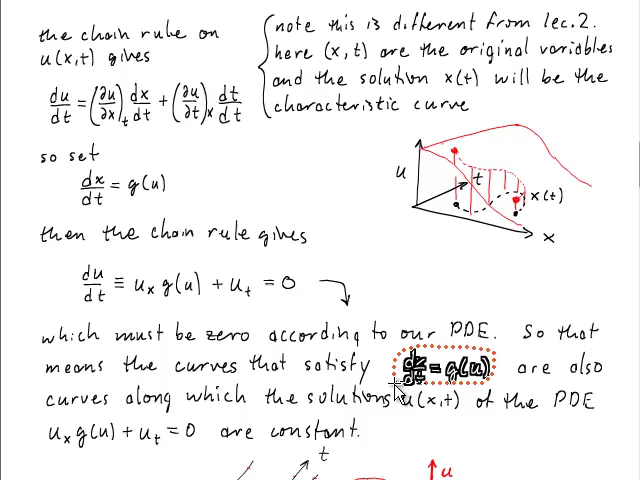 the chain rule on
u(x,t) gives
du/dt = (∂u/∂x)_t dx/dt + (∂u/∂t)_x dt/dt
note this is different from lec.2.
here (x,t) are the original variables
and the solution x(t) will be the
characteristic curve
so set
dx/dt = g(u)
u
t
x(t)
x
then the chain rule gives
du/dt ≡ u_x g(u) + u_t = 0
which must be zero according to our PDE. So that
means the curves that satisfy dx/dt = g(u) are also
curves along which the solutions u(x,t) of the PDE
u_x g(u) + u_t = 0 are constant.
t
u